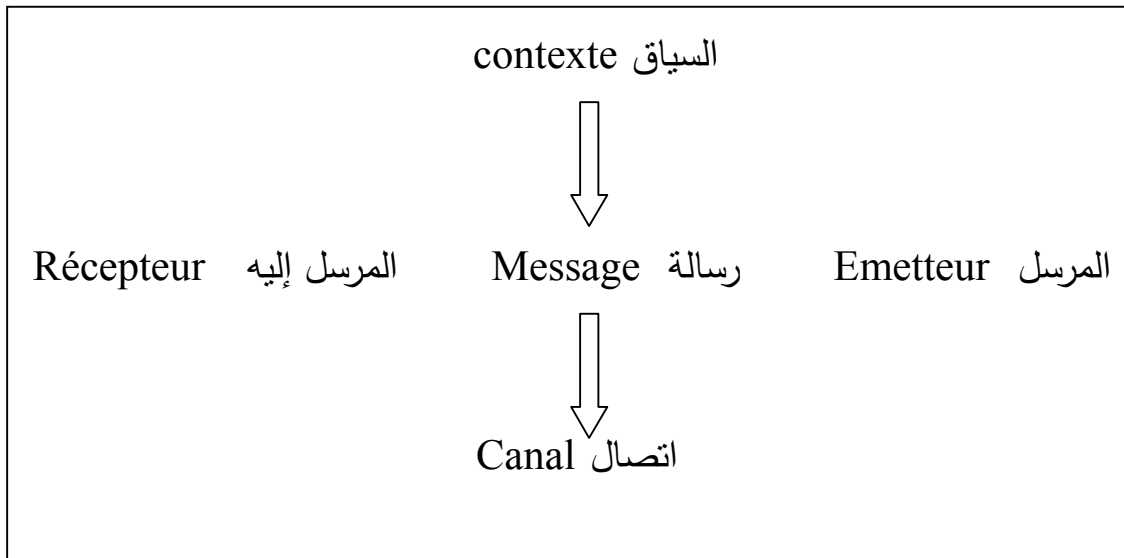 السياق contexte
المرسل Emetteur رسالة Message المرسل إليه Récepteur
اتصال Canal